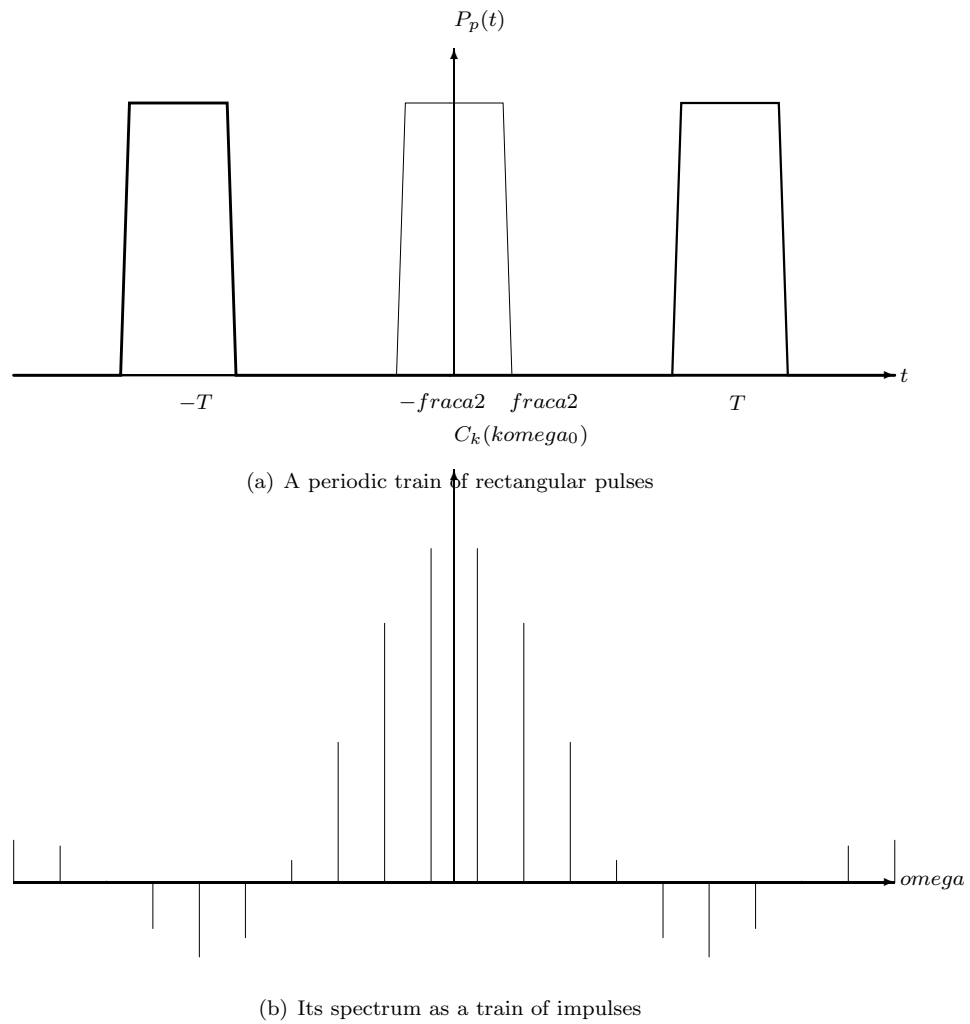 P_p(t)
t
−T
−fraca2
fraca2
T
C_k(komega_0)
(a) A periodic train of rectangular pulses
omega
(b) Its spectrum as a train of impulses